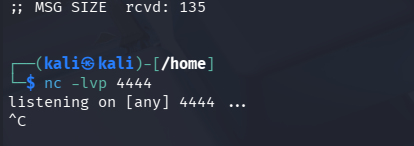 ;; MSG SIZE  rcvd: 135
┌──(kali㉿kali)-[/home]
└─$ nc -lvp 4444
listening on [any] 4444 ...
^C